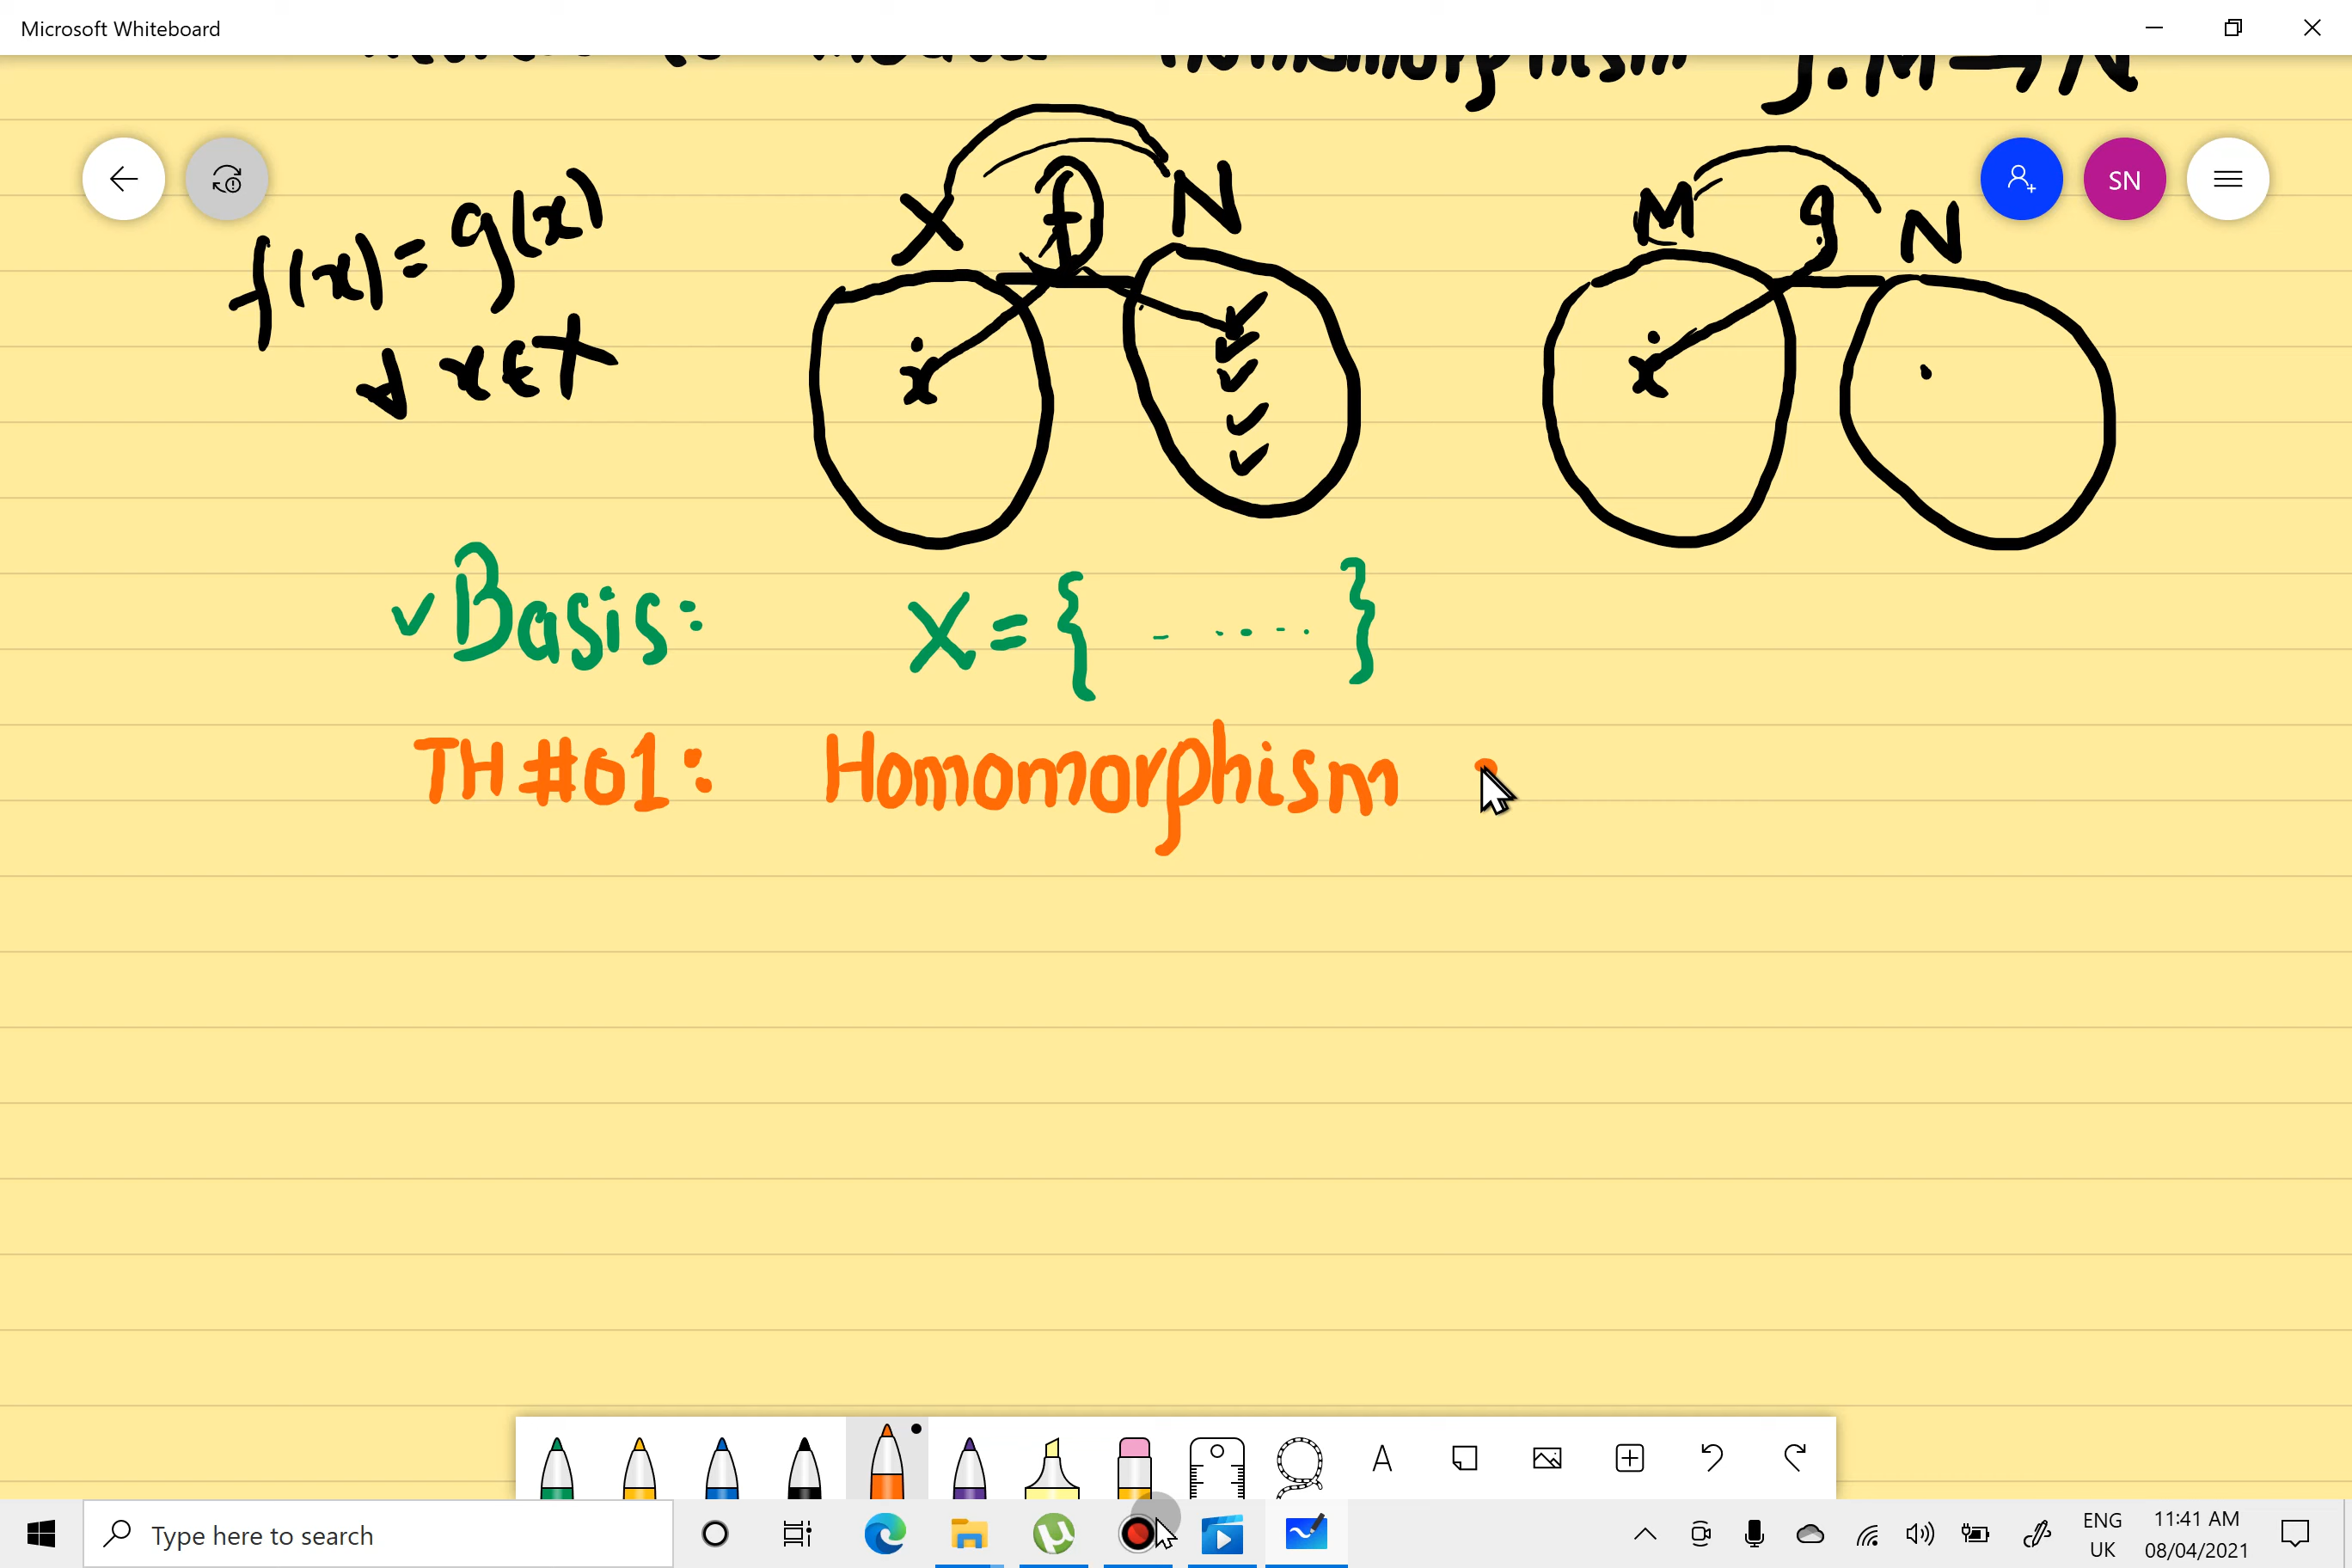 Microsoft Whiteboard
Homomorphism g: M → N
SN
f(x) = g(x)
∀ x ∈ X
X f N
M g N
x
x
✓Basis: X = { - .... }
TH #01: Homomorphism
A
Type here to search
ENG
UK
11:41 AM
08/04/2021